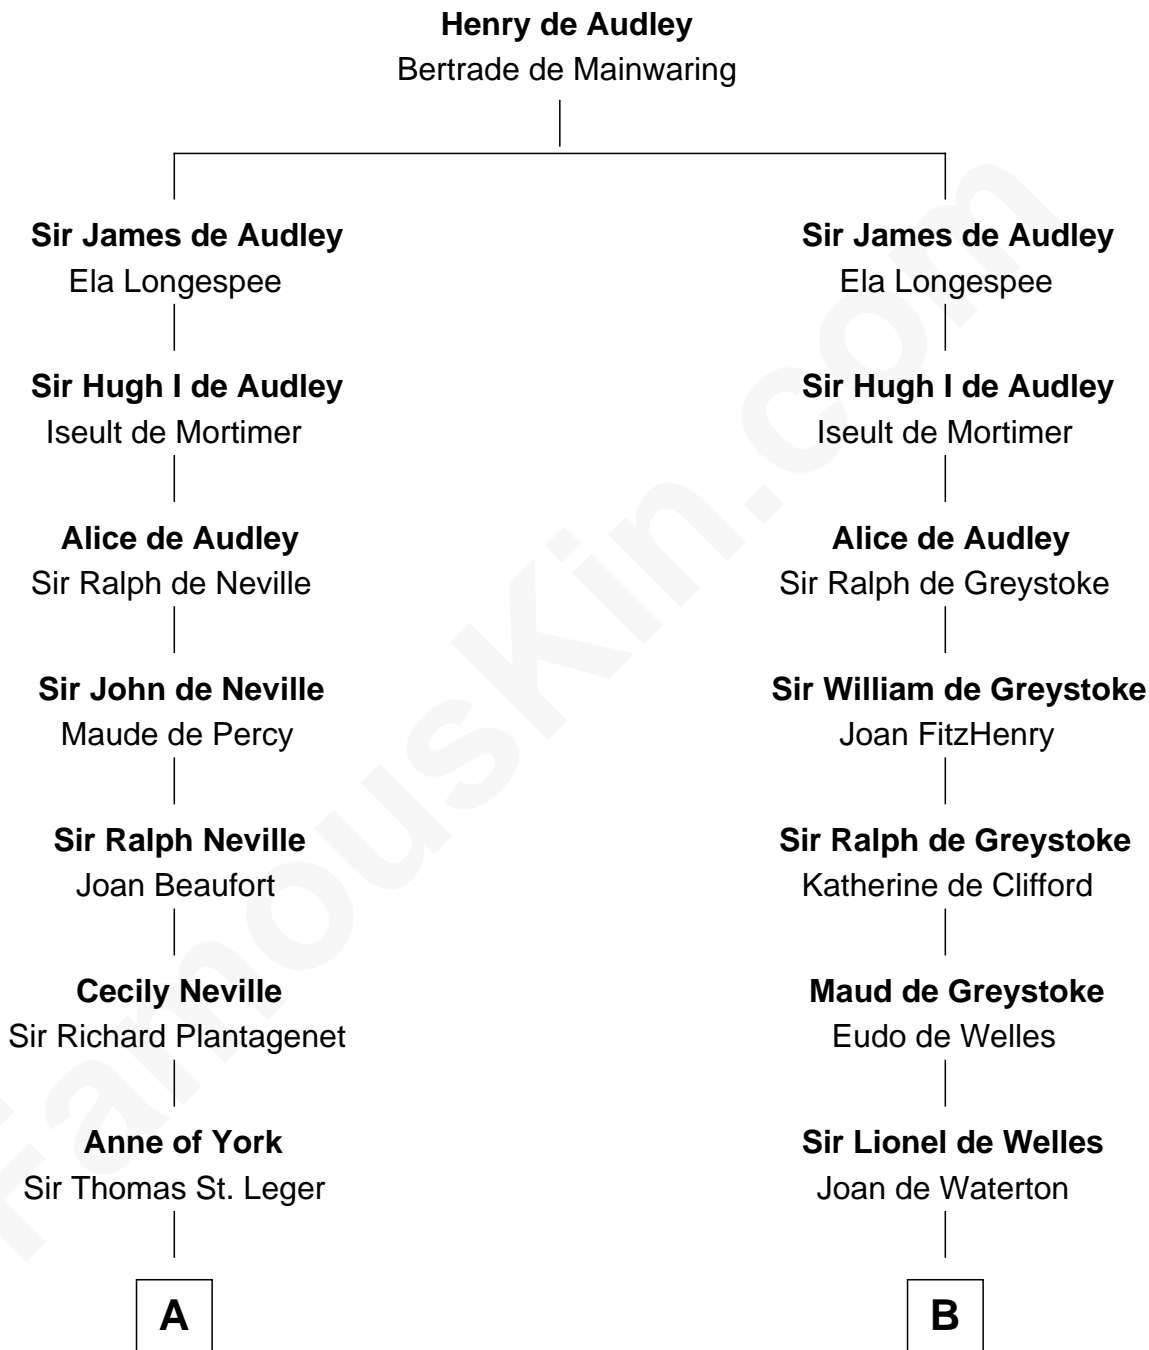 Henry de Audley
Bertrade de Mainwaring
Sir James de Audley
Ela Longespee
Sir James de Audley
Ela Longespee
Sir Hugh I de Audley
Iseult de Mortimer
Sir Hugh I de Audley
Iseult de Mortimer
Alice de Audley
Sir Ralph de Neville
Alice de Audley
Sir Ralph de Greystoke
Sir John de Neville
Maude de Percy
Sir William de Greystoke
Joan FitzHenry
Sir Ralph Neville
Joan Beaufort
Sir Ralph de Greystoke
Katherine de Clifford
Cecily Neville
Sir Richard Plantagenet
Maud de Greystoke
Eudo de Welles
Anne of York
Sir Thomas St. Leger
Sir Lionel de Welles
Joan de Waterton
A
B
FamousKin.com